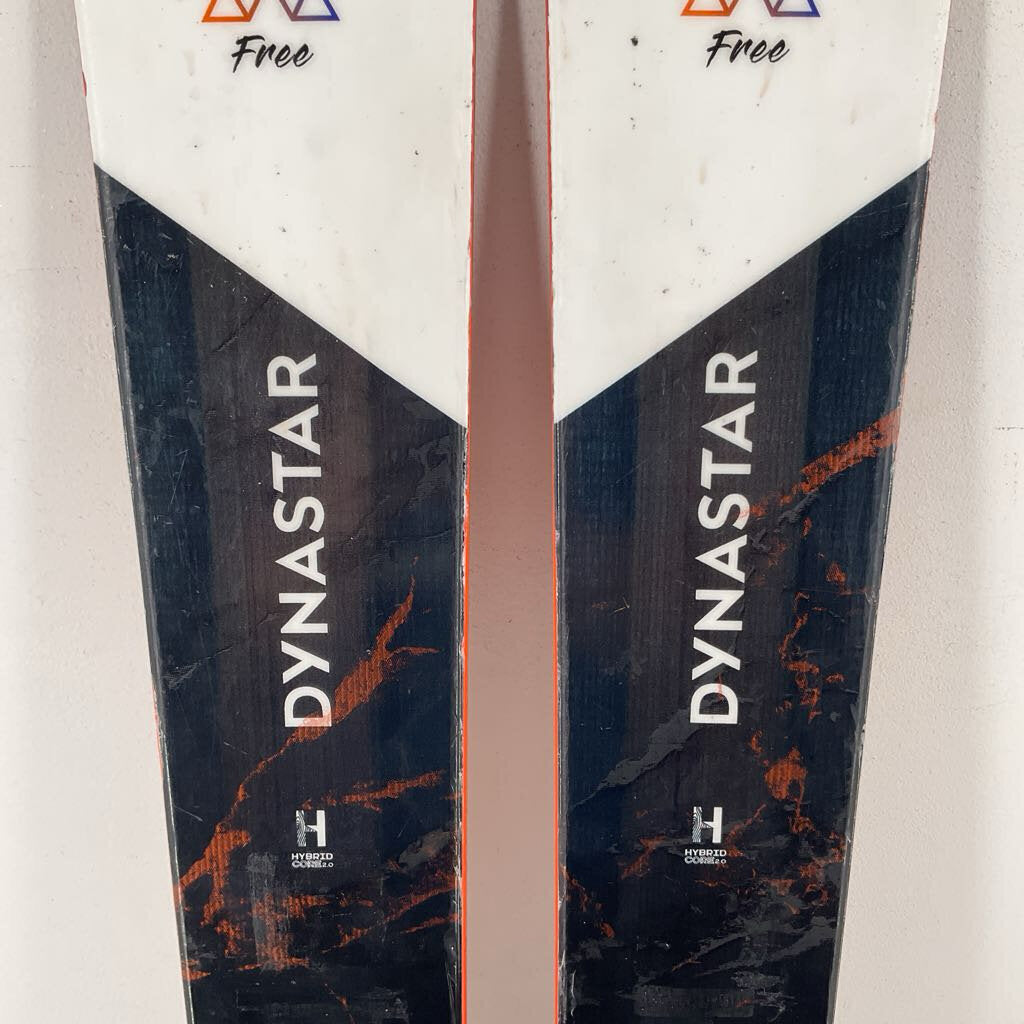 Free
DYNASTAR
H
HYBRID
CORE 2.0
Free
DYNASTAR
H
HYBRID
CORE 2.0